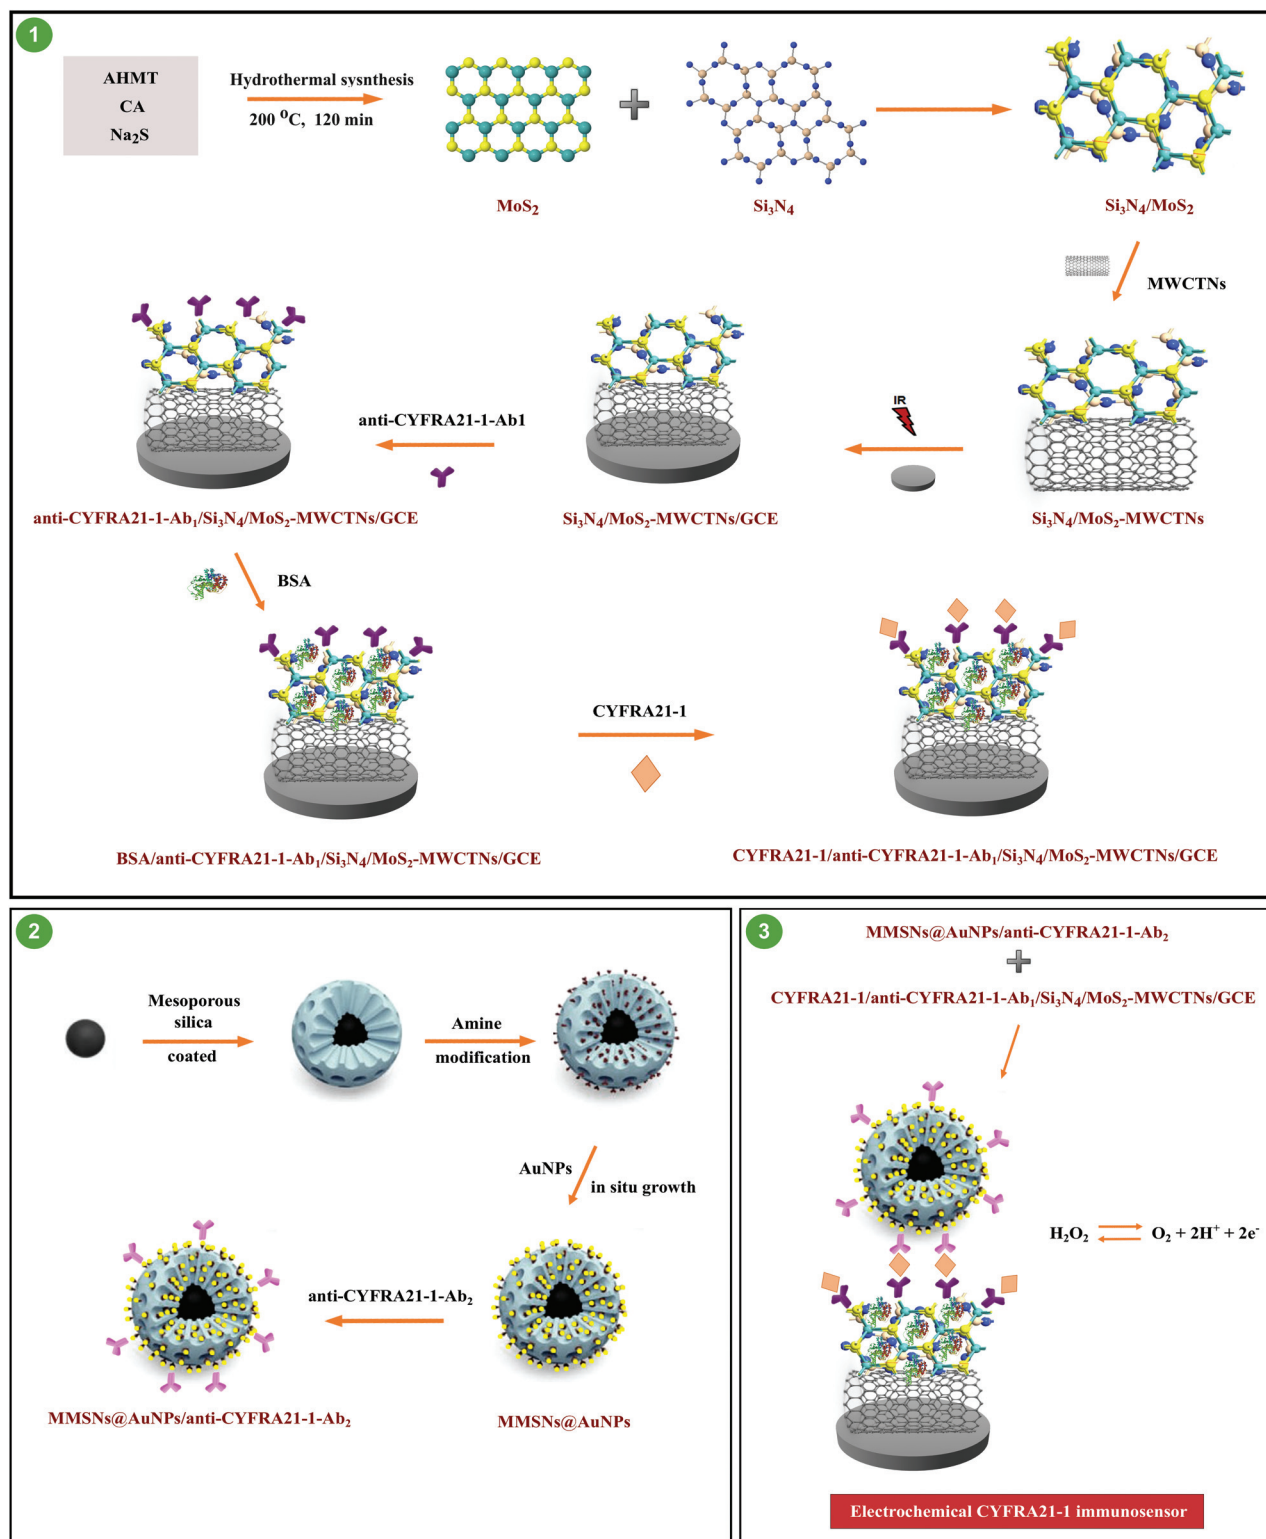 1
AHMT
CA
Na₂S
Hydrothermal sysnthesis
200 ⁰C, 120 min
MoS₂
Si₃N₄
Si₃N₄/MoS₂
MWCTNs
IR
anti-CYFRA21-1-Ab1
anti-CYFRA21-1-Ab₁/Si₃N₄/MoS₂-MWCTNs/GCE
Si₃N₄/MoS₂-MWCTNs/GCE
Si₃N₄/MoS₂-MWCTNs
BSA
CYFRA21-1
BSA/anti-CYFRA21-1-Ab₁/Si₃N₄/MoS₂-MWCTNs/GCE
CYFRA21-1/anti-CYFRA21-1-Ab₁/Si₃N₄/MoS₂-MWCTNs/GCE
2
Mesoporous
silica
coated
Amine
modification
AuNPs
in situ growth
anti-CYFRA21-1-Ab₂
MMSNs@AuNPs/anti-CYFRA21-1-Ab₂
MMSNs@AuNPs
3
MMSNs@AuNPs/anti-CYFRA21-1-Ab₂
CYFRA21-1/anti-CYFRA21-1-Ab₁/Si₃N₄/MoS₂-MWCTNs/GCE
H₂O₂ ⇌ O₂ + 2H⁺ + 2e⁻
Electrochemical CYFRA21-1 immunosensor